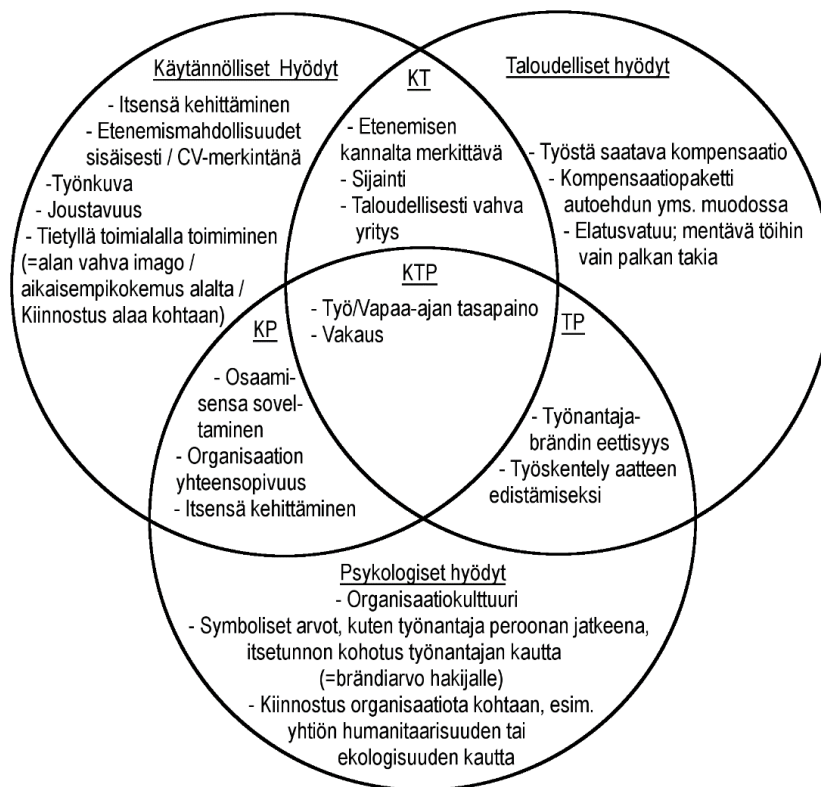 Käytännölliset Hyödyt
- Itsensä kehittäminen
- Etenemismahdollisuudet
sisäisesti / CV-merkintänä
-Työnkuva
- Joustavuus
- Tietyllä toimialalla toimiminen
(=alan vahva imago /
aikaisempikokemus alalta /
Kiinnostus alaa kohtaan)
KT
- Etenemisen
kannalta merkittävä
- Sijainti
- Taloudellisesti vahva
yritys
Taloudelliset hyödyt
- Työstä saatava kompensaatio
- Kompensaatiopaketti
autoehdun yms. muodossa
- Elatusvatuu; mentävä töihin
vain palkan takia
KTP
- Työ/Vapaa-ajan tasapaino
- Vakaus
KP
- Osaami-
sensa sovel-
taminen
- Organisaation
yhteensopivuus
- Itsensä kehittäminen
TP
- Työnantaja-
brändin eettisyys
- Työskentely aatteen
edistämiseksi
Psykologiset hyödyt
- Organisaatiokulttuuri
- Symboliset arvot, kuten työnantaja peroonan jatkeena,
itsetunnon kohotus työnantajan kautta
(=brändiarvo hakijalle)
- Kiinnostus organisaatiota kohtaan, esim.
yhtiön humanitaarisuuden tai
ekologisuuden kautta